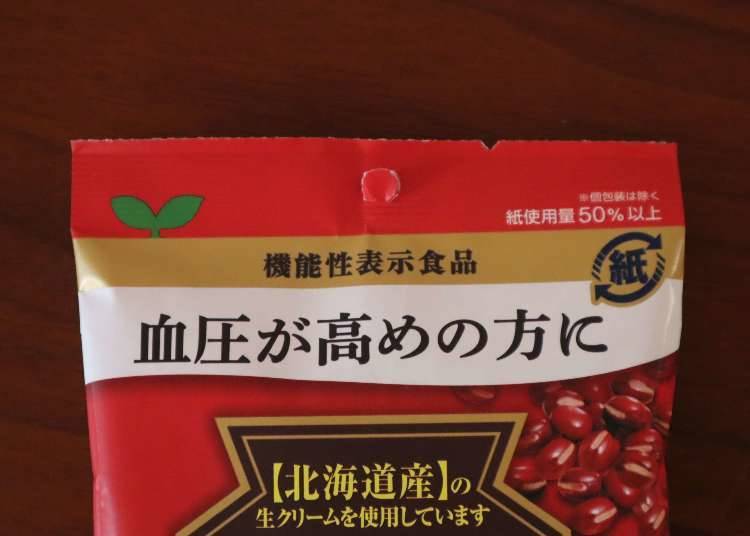 ※個包装は除く
紙使用量50%以上
機能性表示食品
紙
血圧が高めの方に
【北海道産】の
生クリームを使用しています